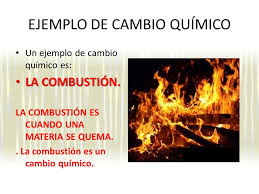 EJEMPLO DE CAMBIO QUÍMICO
• Un ejemplo de cambio
químico es:
• LA COMBUSTIÓN.
LA COMBUSTIÓN ES
CUANDO UNA
MATERIA SE QUEMA.
. La combustión es un
cambio químico.